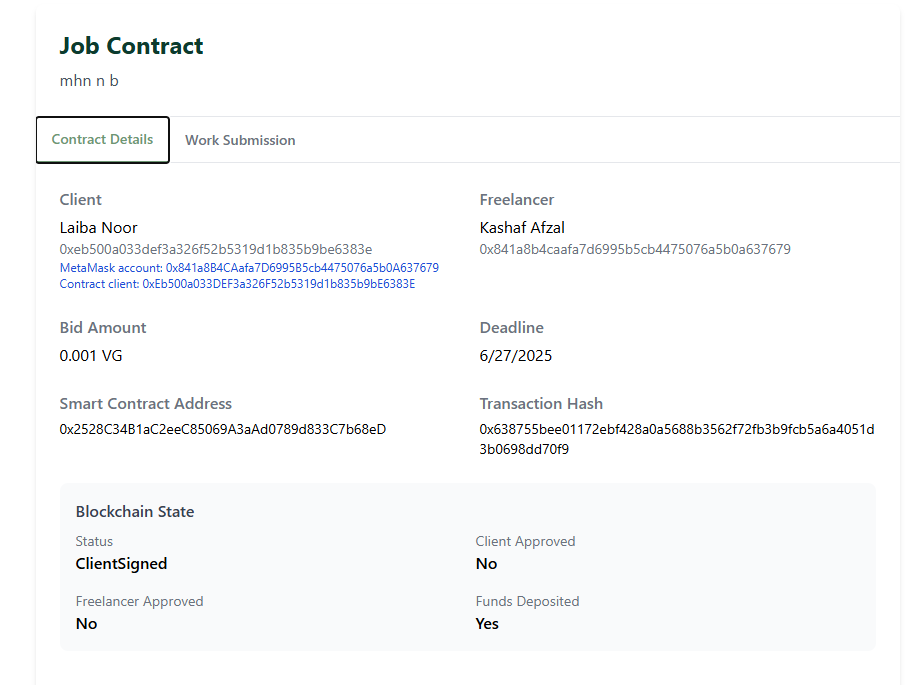 Job Contract
mhn n b
Contract Details
Work Submission
Client
Laiba Noor
0xeb500a033def3a326f52b5319d1b835b9be6383e
MetaMask account: 0x841a8B4CAafa7D6995B5cb4475076a5b0A637679
Contract client: 0xEb500a033DEF3a326F52b5319d1b835b9bE6383E
Freelancer
Kashaf Afzal
0x841a8b4caafa7d6995b5cb4475076a5b0a637679
Bid Amount
0.001 VG
Deadline
6/27/2025
Smart Contract Address
0x2528C34B1aC2eeC85069A3aAd0789d833C7b68eD
Transaction Hash
0x638755bee01172ebf428a0a5688b3562f72fb3b9fcb5a6a4051d
3b0698dd70f9
Blockchain State
Status
ClientSigned
Client Approved
No
Freelancer Approved
No
Funds Deposited
Yes